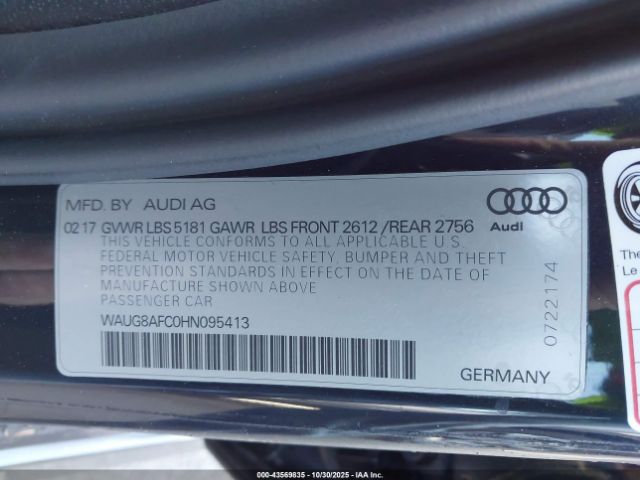 MFD. BY AUDI AG
Audi
02 17 GVWR LBS 5181 GAWR LBS FRONT 2612 /REAR 2756
THIS VEHICLE CONFORMS TO ALL APPLICABLE U.S.
FEDERAL MOTOR VEHICLE SAFETY, BUMPER AND THEFT
PREVENTION STANDARDS IN EFFECT ON THE DATE OF
MANUFACTURE SHOWN ABOVE
PASSENGER CAR
WAUG8AFC0HN095413
0722174
GERMANY
The
Le
000-43569835 - 10/30/2025 - IAA Inc.